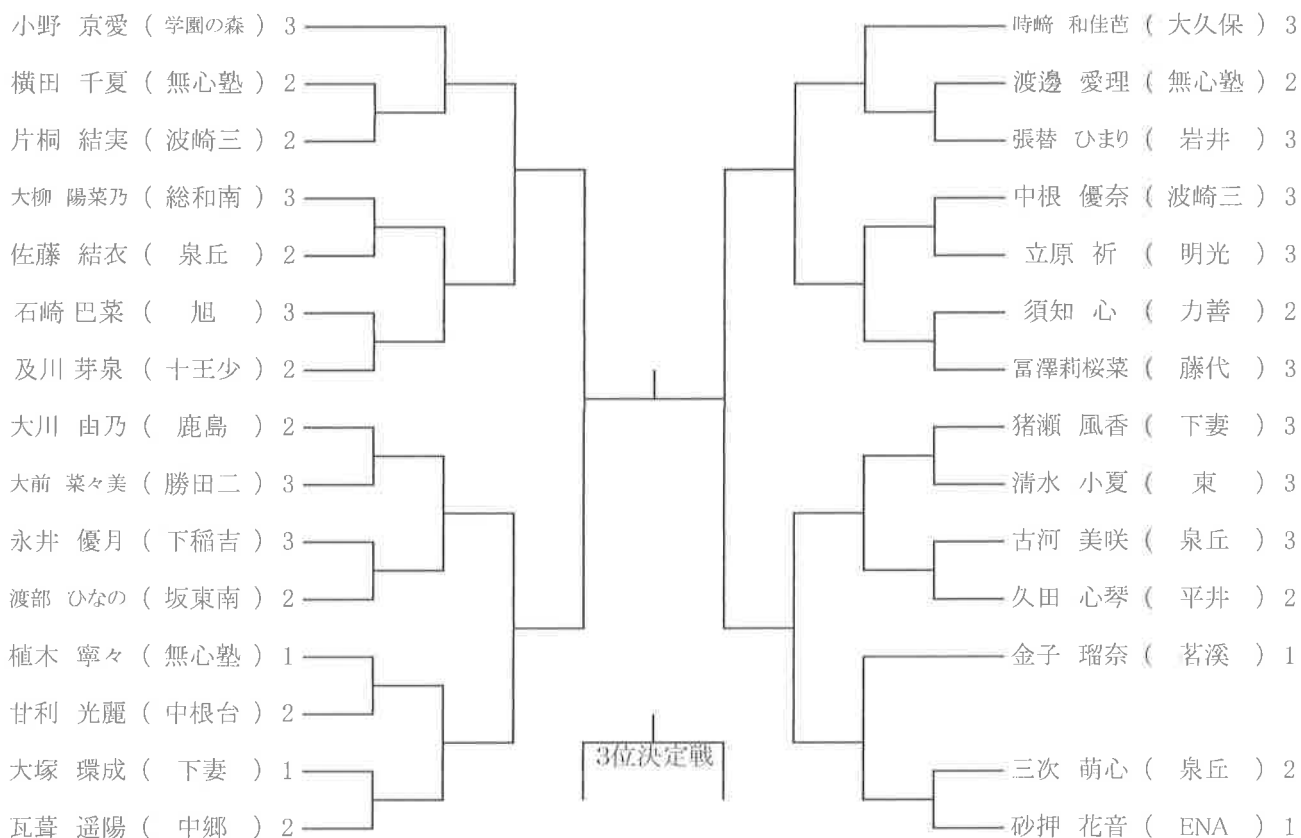 小野 京愛 ( 学園の森 ) 3
横田 千夏 ( 無心塾 ) 2
片桐 結実 ( 波崎三 ) 2
大柳 陽菜乃 ( 総和南 ) 3
佐藤 結衣 ( 泉丘 ) 2
石崎 巴菜 ( 旭 ) 3
及川 芽泉 ( 十王少 ) 2
大川 由乃 ( 鹿島 ) 2
大前 菜々美 ( 勝田二 ) 3
永井 優月 ( 下稲吉 ) 3
渡部 ひなの ( 坂東南 ) 2
植木 寧々 ( 無心塾 ) 1
甘利 光麗 ( 中根台 ) 2
大塚 環成 ( 下妻 ) 1
瓦葺 遥陽 ( 中郷 ) 2
3位決定戦
時﨑 和佳芭 ( 大久保 ) 3
渡邊 愛理 ( 無心塾 ) 2
張替 ひまり ( 岩井 ) 3
中根 優奈 ( 波崎三 ) 3
立原 祈 ( 明光 ) 3
須知 心 ( 力善 ) 2
冨澤莉桜菜 ( 藤代 ) 3
猪瀬 風香 ( 下妻 ) 3
清水 小夏 ( 東 ) 3
古河 美咲 ( 泉丘 ) 3
久田 心琴 ( 平井 ) 2
金子 瑠奈 ( 茗溪 ) 1
三次 萌心 ( 泉丘 ) 2
砂押 花音 ( ENA ) 1